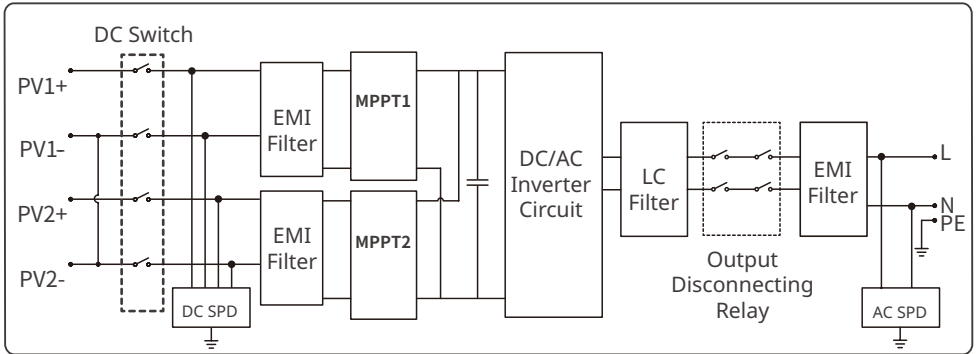 DC Switch
PV1+
PV1-
PV2+
PV2-
EMI
Filter
EMI
Filter
MPPT1
MPPT2
DC SPD
DC/AC
Inverter
Circuit
LC
Filter
Output
Disconnecting
Relay
EMI
Filter
L
N
PE
AC SPD